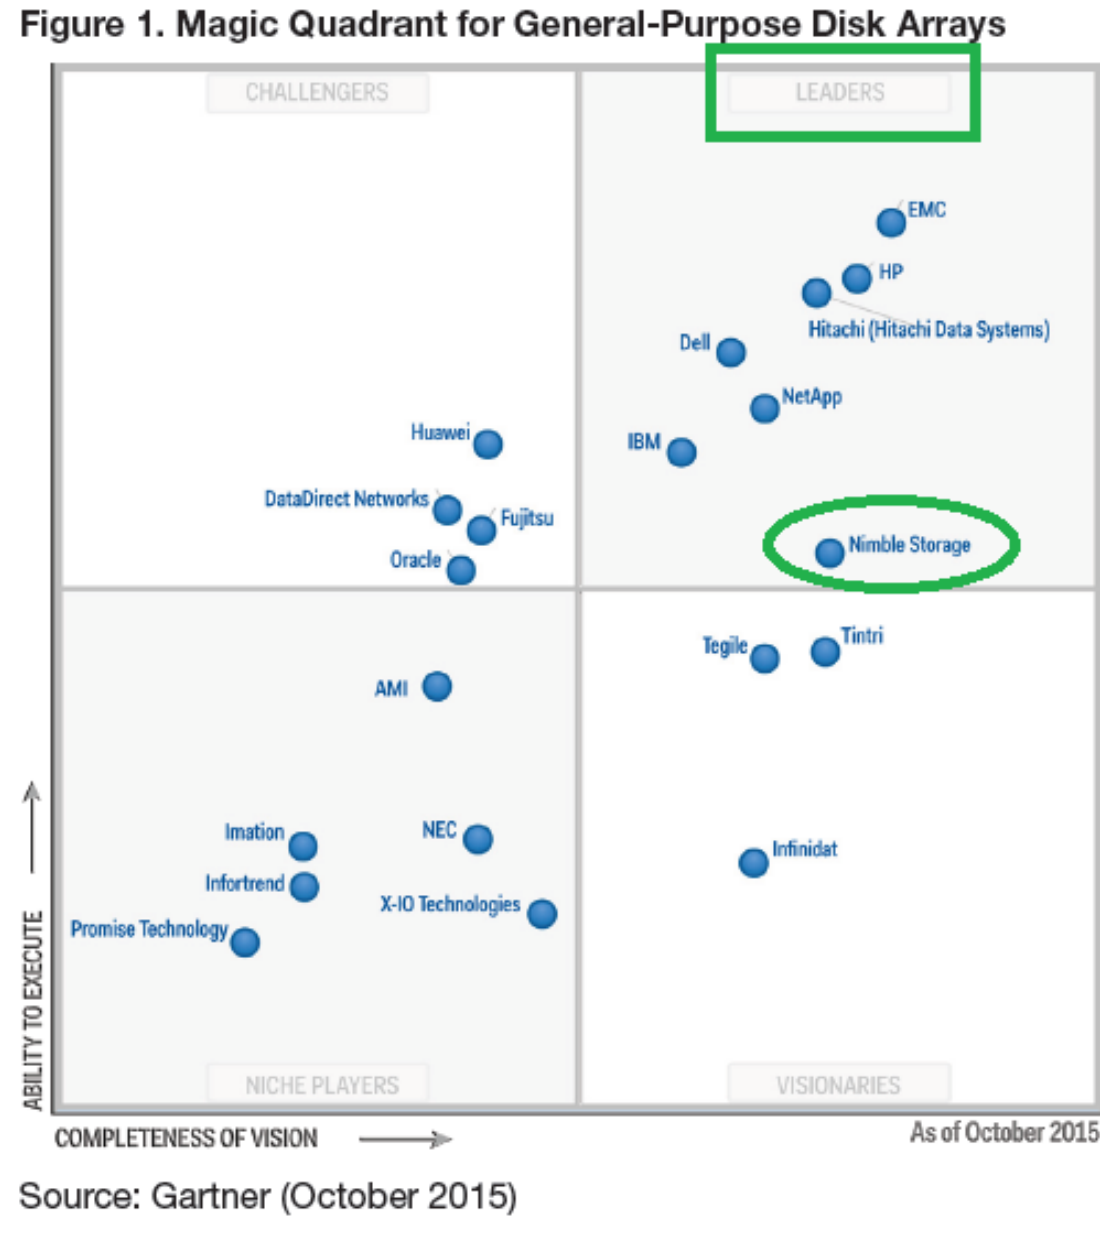 Figure 1. Magic Quadrant for General-Purpose Disk Arrays
CHALLENGERS
LEADERS
EMC
HP
Hitachi (Hitachi Data Systems)
Dell
NetApp
Huawei
IBM
DataDirect Networks
Fujitsu
Oracle
Nimble Storage
Tegile
Tintri
AMI
Imation
NEC
Infinidat
Infortrend
X-IO Technologies
Promise Technology
ABILITY TO EXECUTE
NICHE PLAYERS
VISIONARIES
COMPLETENESS OF VISION
As of October 2015
Source: Gartner (October 2015)